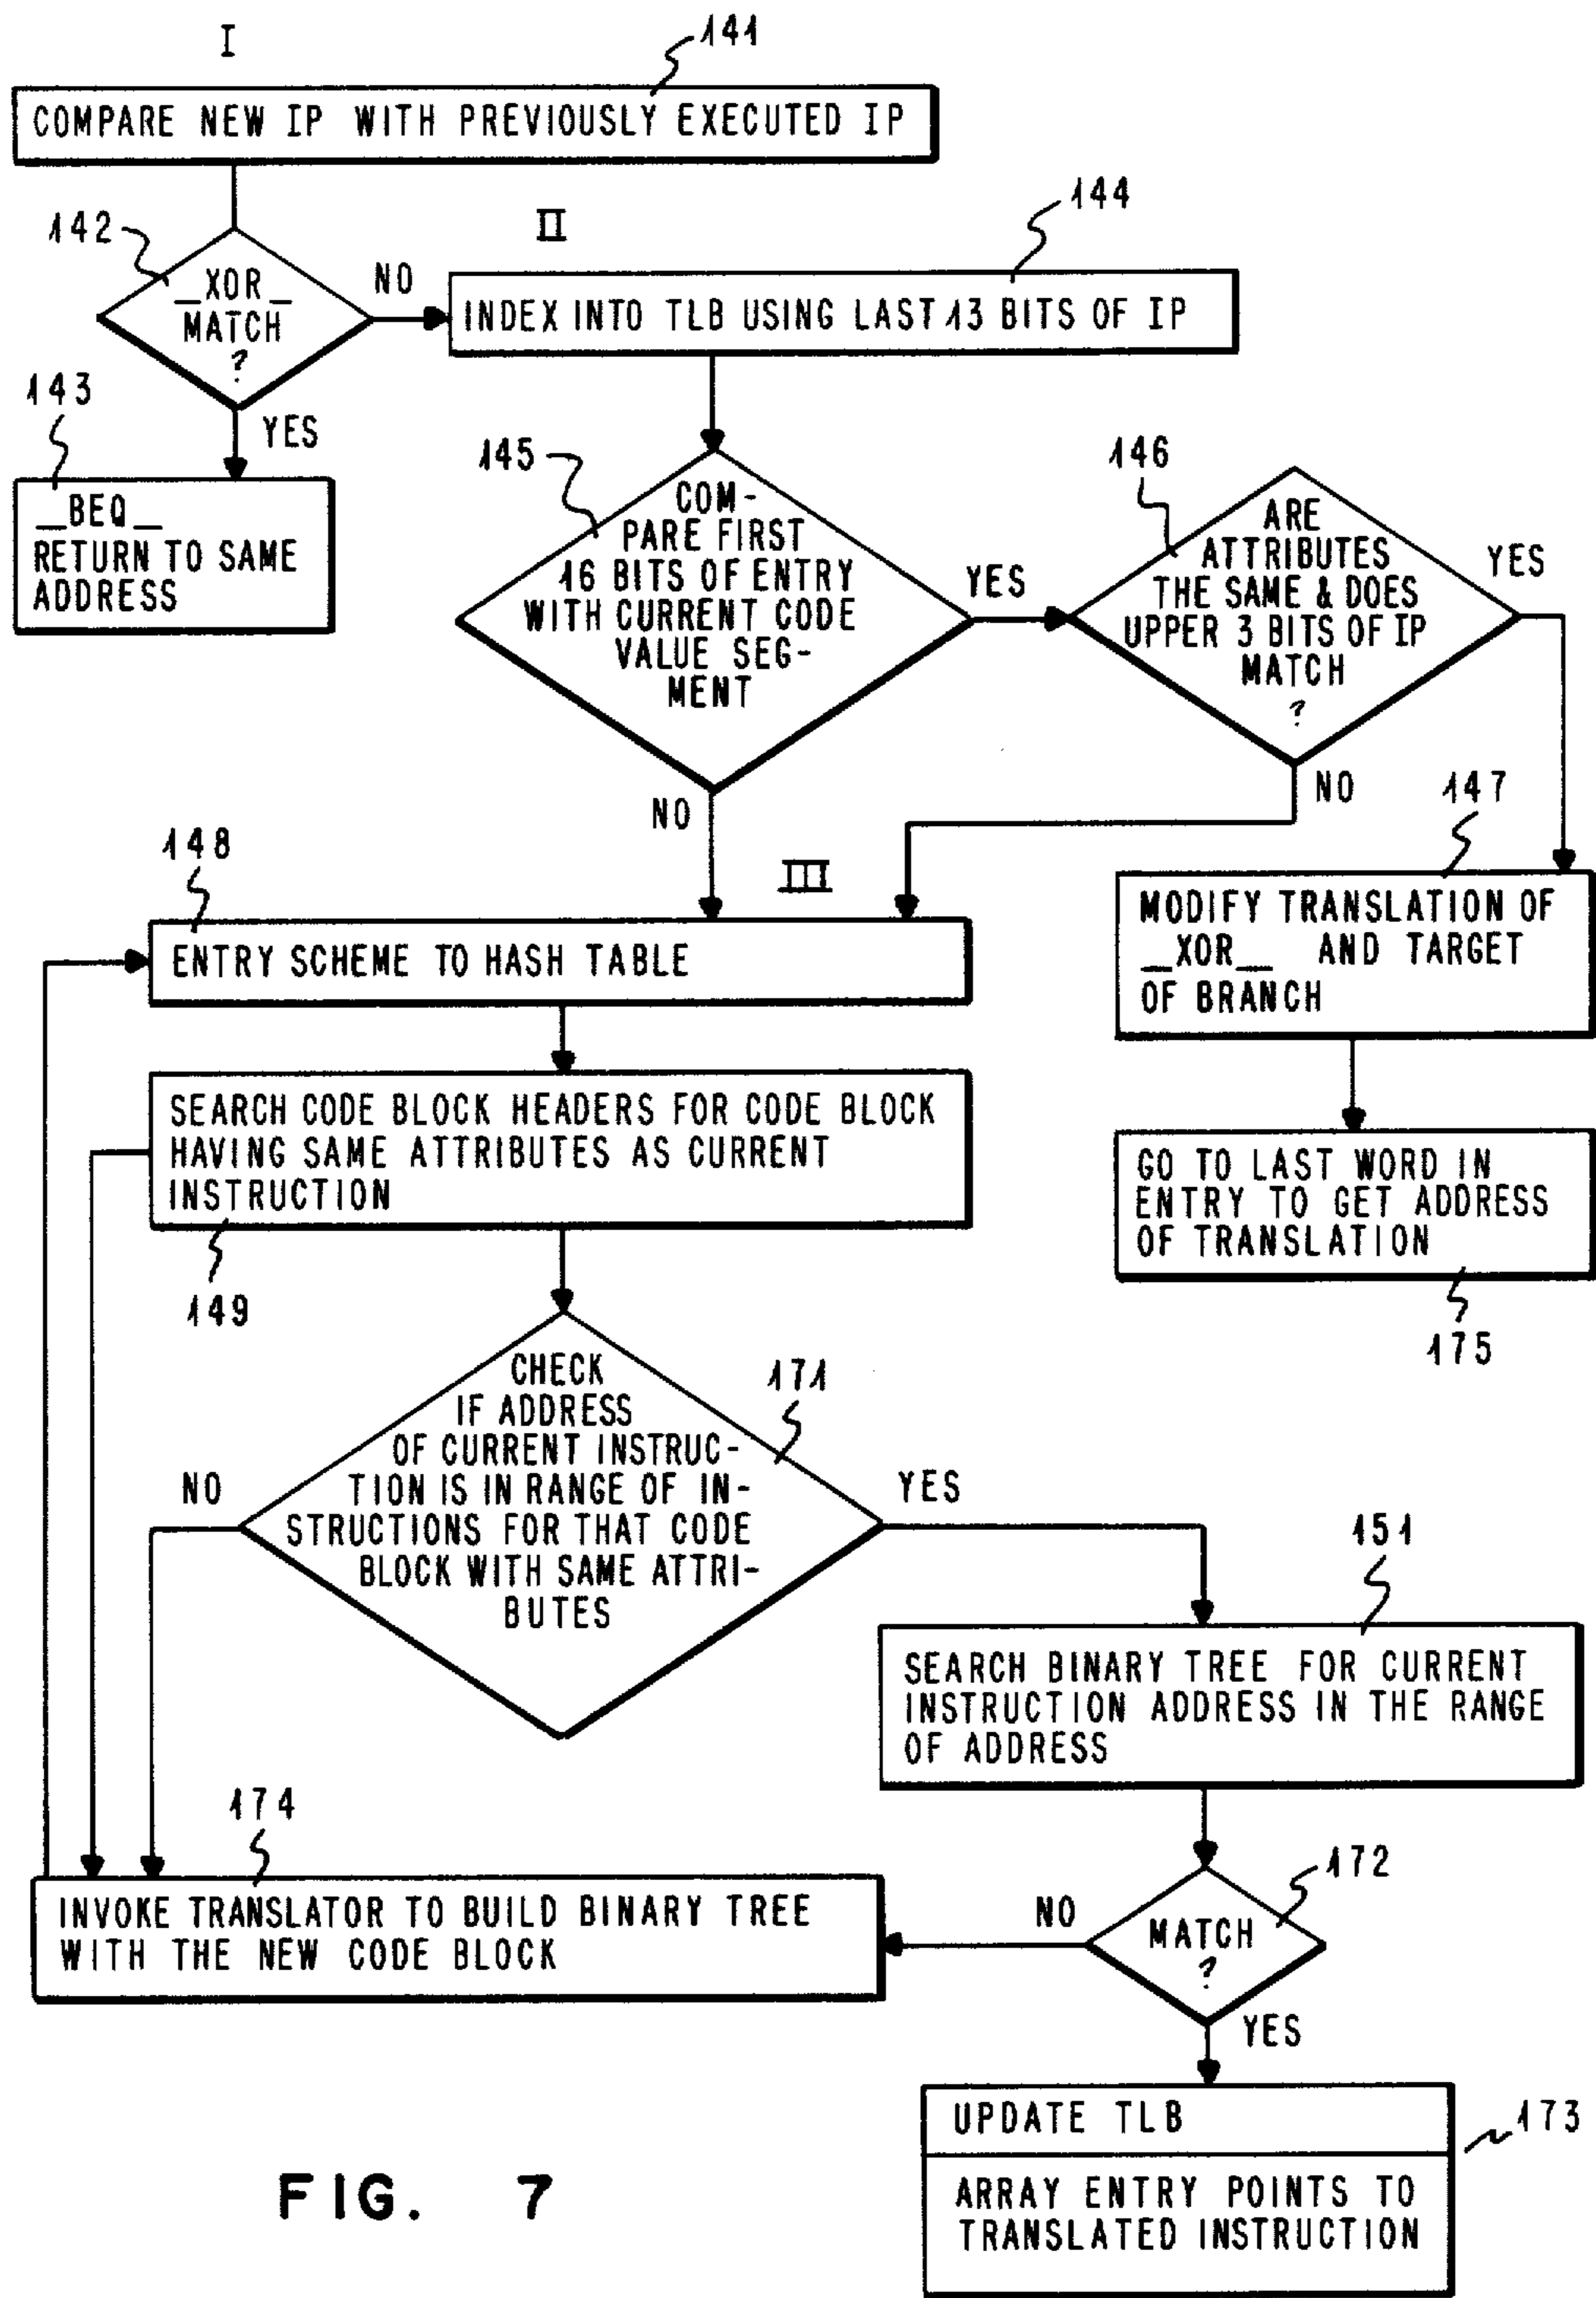 I
141
COMPARE NEW IP WITH PREVIOUSLY EXECUTED IP
142
_XOR_
MATCH
?
NO
YES
II
144
INDEX INTO TLB USING LAST 13 BITS OF IP
143
_BEQ_
RETURN TO SAME
ADDRESS
145
COM-
PARE FIRST
16 BITS OF ENTRY
WITH CURRENT CODE
VALUE SEG-
MENT
YES
NO
146
ARE
ATTRIBUTES
THE SAME & DOES
UPPER 3 BITS OF IP
MATCH
?
YES
NO
147
MODIFY TRANSLATION OF
_XOR_ AND TARGET
OF BRANCH
III
148
ENTRY SCHEME TO HASH TABLE
SEARCH CODE BLOCK HEADERS FOR CODE BLOCK
HAVING SAME ATTRIBUTES AS CURRENT
INSTRUCTION
149
GO TO LAST WORD IN
ENTRY TO GET ADDRESS
OF TRANSLATION
175
CHECK
IF ADDRESS
OF CURRENT INSTRUC-
TION IS IN RANGE OF IN-
STRUCTIONS FOR THAT CODE
BLOCK WITH SAME ATTRI-
BUTES
171
NO
YES
151
SEARCH BINARY TREE FOR CURRENT
INSTRUCTION ADDRESS IN THE RANGE
OF ADDRESS
174
INVOKE TRANSLATOR TO BUILD BINARY TREE
WITH THE NEW CODE BLOCK
172
MATCH
?
NO
YES
UPDATE TLB
ARRAY ENTRY POINTS TO
TRANSLATED INSTRUCTION
173
FIG. 7